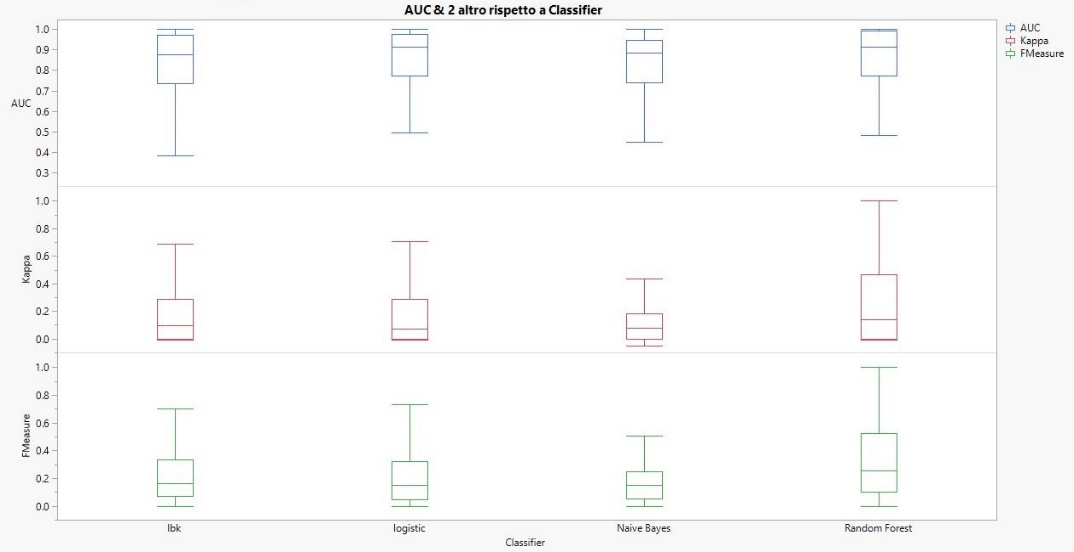 AUC & 2 altro rispetto a Classifier
AUC
Kappa
FMeasure
1.0
0.9
0.8
0.7
0.6
0.5
0.4
0.3
AUC
1.0
0.8
0.6
0.4
0.2
0.0
Kappa
1.0
0.8
0.6
0.4
0.2
0.0
FMeasure
Ibk logistic Naive Bayes Random Forest
Classifier